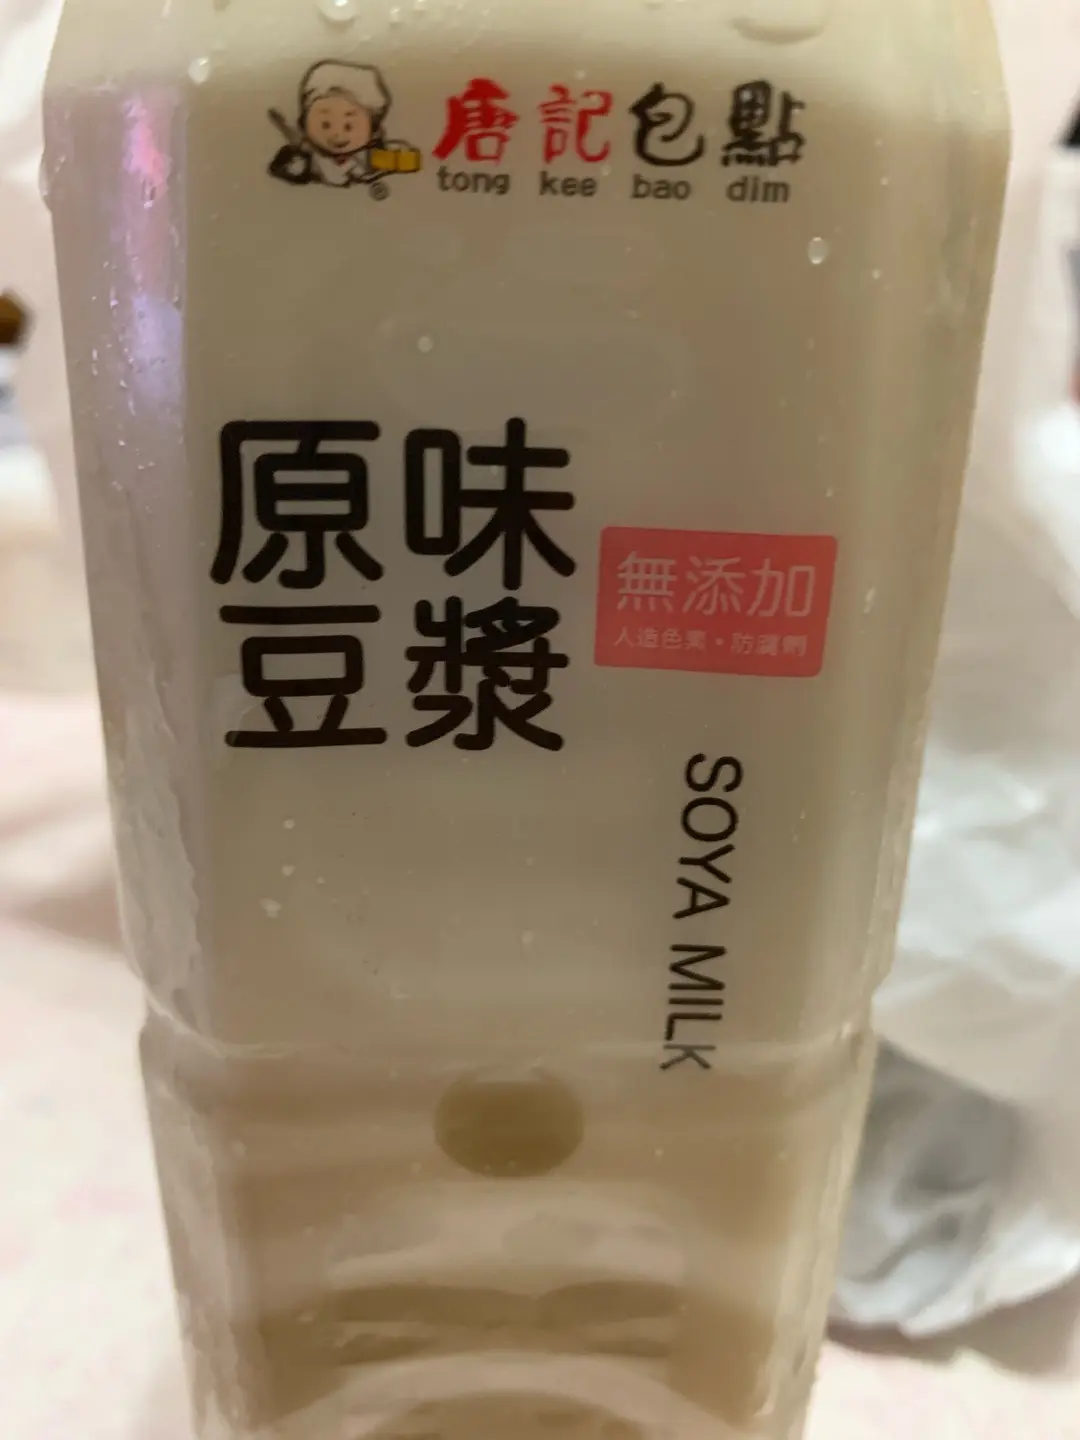 唐記包點
tong kee bao dim
原味
豆漿
無添加
人造色素・防腐劑
SOYA MILK